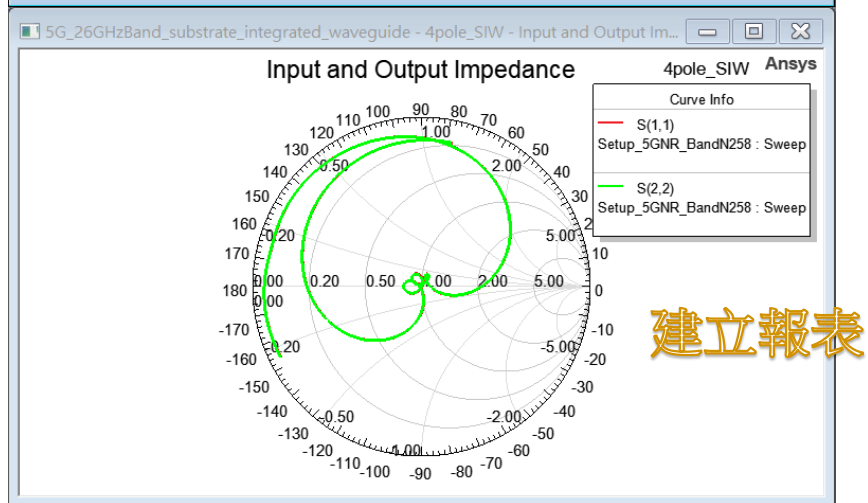 5G_26GHzBand_substrate_integrated_waveguide - 4pole_SIW - Input and Output Im...
Input and Output Impedance
4pole_SIW
Ansys
Curve Info
S(1,1)
Setup_5GNR_BandN258 : Sweep
S(2,2)
Setup_5GNR_BandN258 : Sweep
90
100 80
110 70
120 60
130 50
140 40
150 30
160 2
170
180 0
-170 -10
-160 -20
-150 -30
-140 -40
-130 -50
-120 -60
-110 -70
-100 -80
-90
1.00
0.50 2.00
0.20 5.00
0.00 0.20 0.50 1.00 2.00 5.00
0.00
-0.20 -5.00
-0.50 -2.00
-1.00
建立報表